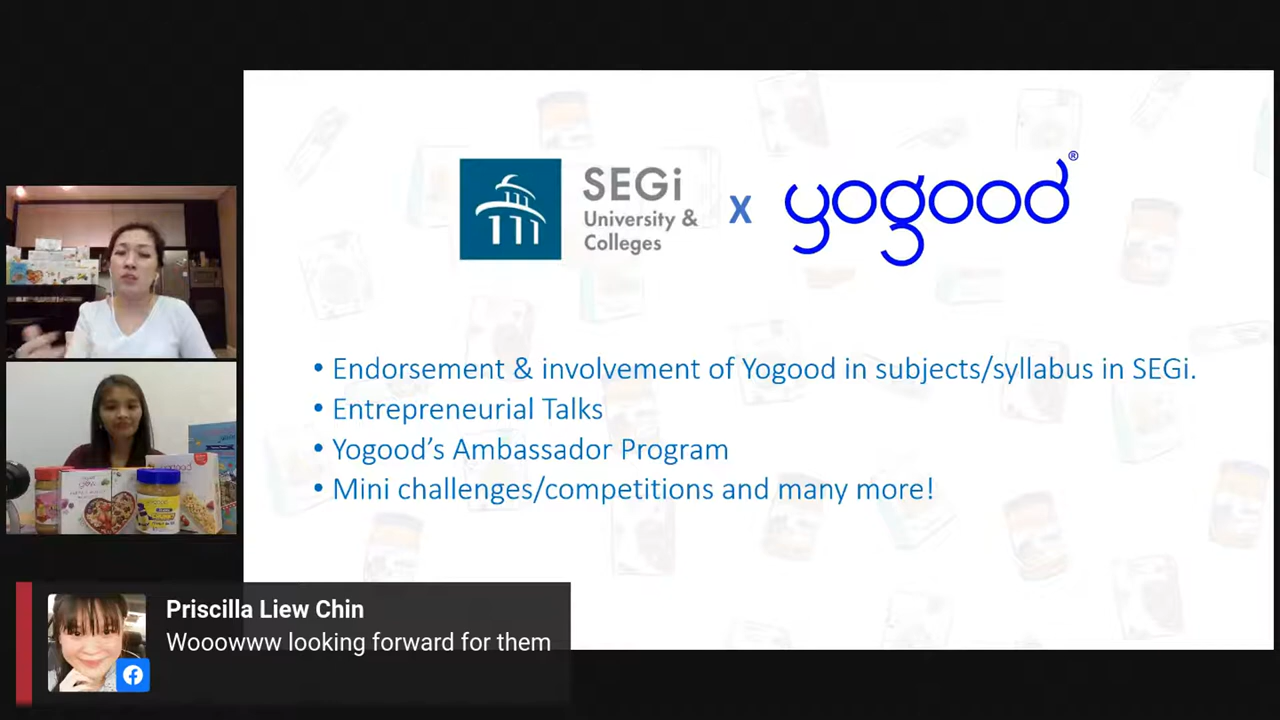 SEGi
University &
Colleges
x
yogood®
• Endorsement & involvement of Yogood in subjects/syllabus in SEGi.
• Entrepreneurial Talks
• Yogood’s Ambassador Program
• Mini challenges/competitions and many more!
Priscilla Liew Chin
Wooowww looking forward for them